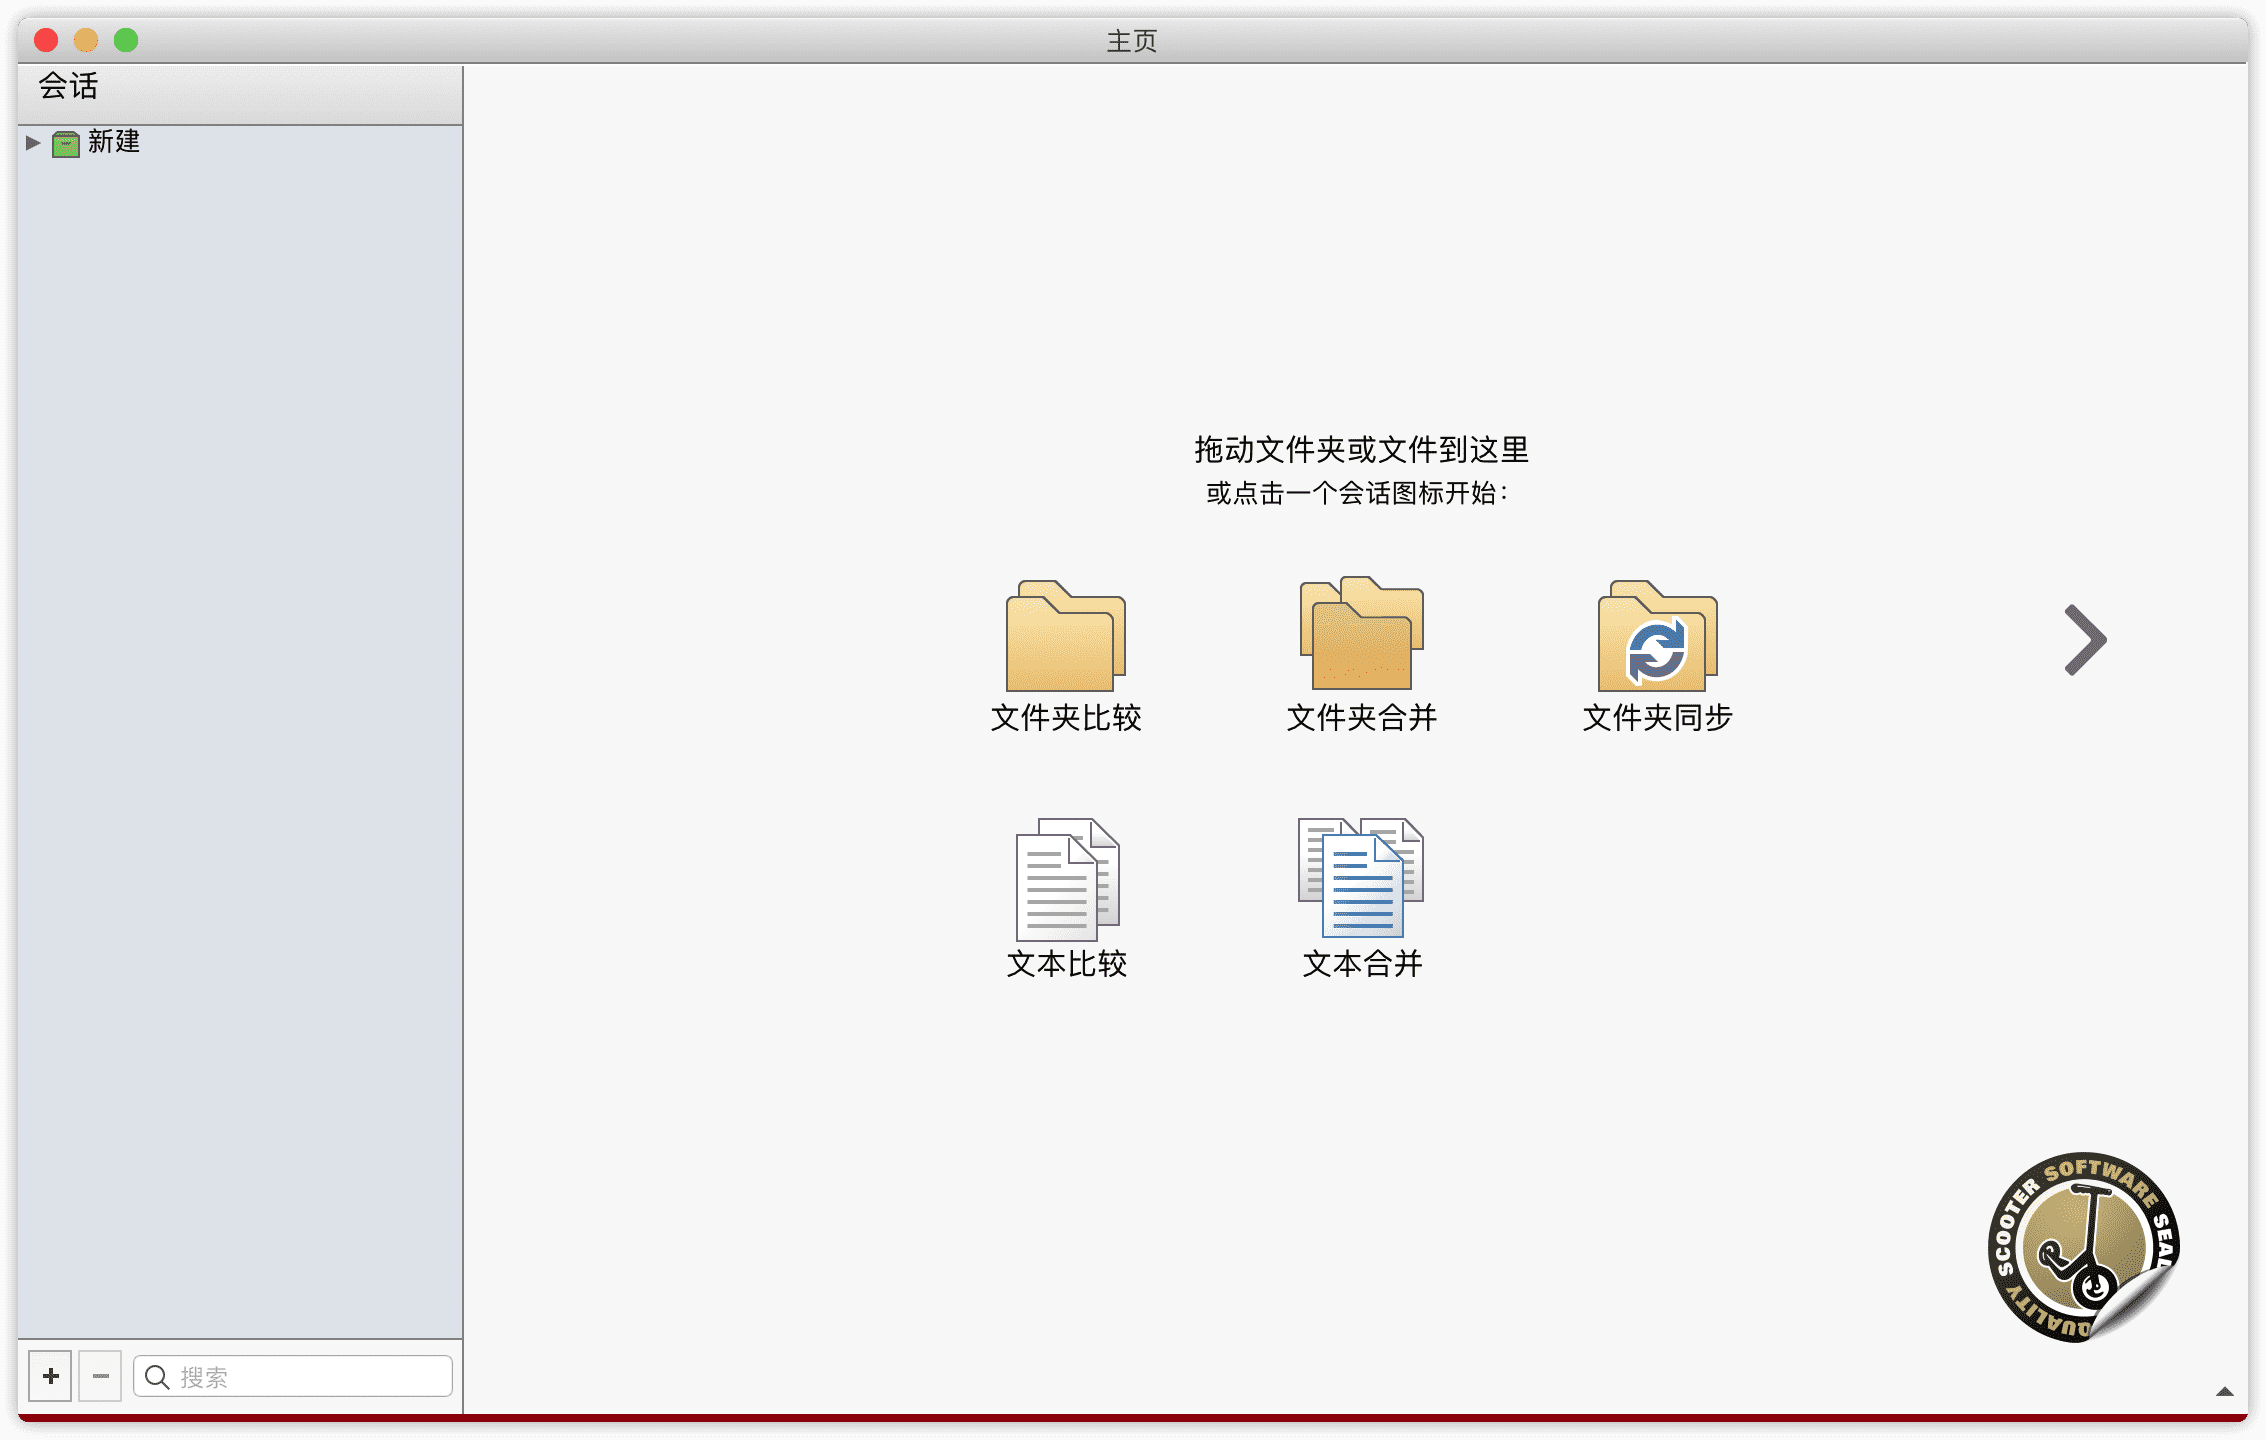 主页
会话
新建
拖动文件夹或文件到这里
或点击一个会话图标开始：
文件夹比较
文件夹合并
文件夹同步
文本比较
文本合并
SCOOTER SOFTWARE SEAL
QUALITY
搜索